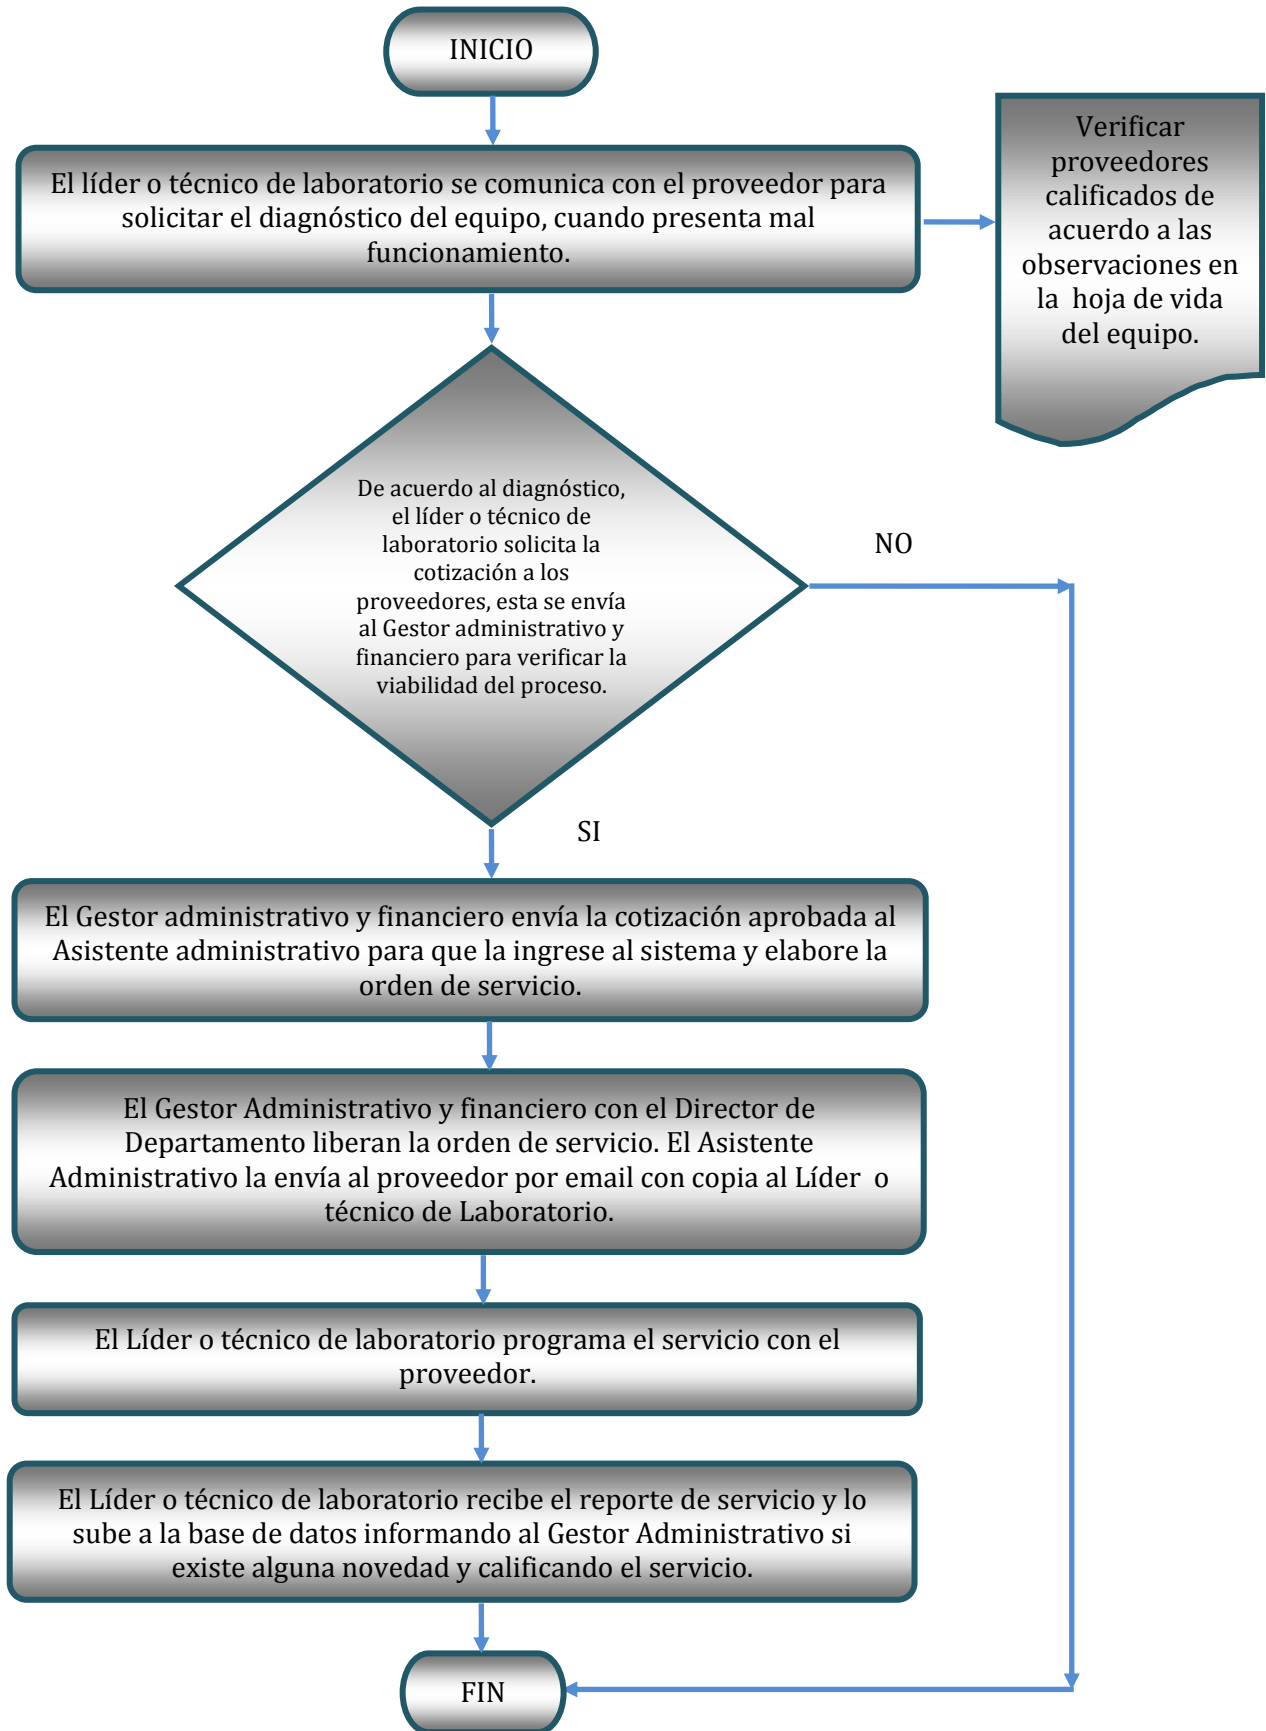 INICIO
El líder o técnico de laboratorio se comunica con el proveedor para
solicitar el diagnóstico del equipo, cuando presenta mal
funcionamiento.
Verificar
proveedores
calificados de
acuerdo a las
observaciones en
la  hoja de vida
del equipo.
De acuerdo al diagnóstico,
el líder o técnico de
laboratorio solicita la
cotización a los
proveedores, esta se envía
al Gestor administrativo y
financiero para verificar la
viabilidad del proceso.
NO
SI
El Gestor administrativo y financiero envía la cotización aprobada al
Asistente administrativo para que la ingrese al sistema y elabore la
orden de servicio.
El Gestor Administrativo y financiero con el Director de
Departamento liberan la orden de servicio. El Asistente
Administrativo la envía al proveedor por email con copia al Líder  o
técnico de Laboratorio.
El Líder o técnico de laboratorio programa el servicio con el
proveedor.
El Líder o técnico de laboratorio recibe el reporte de servicio y lo
sube a la base de datos informando al Gestor Administrativo si
existe alguna novedad y calificando el servicio.
FIN